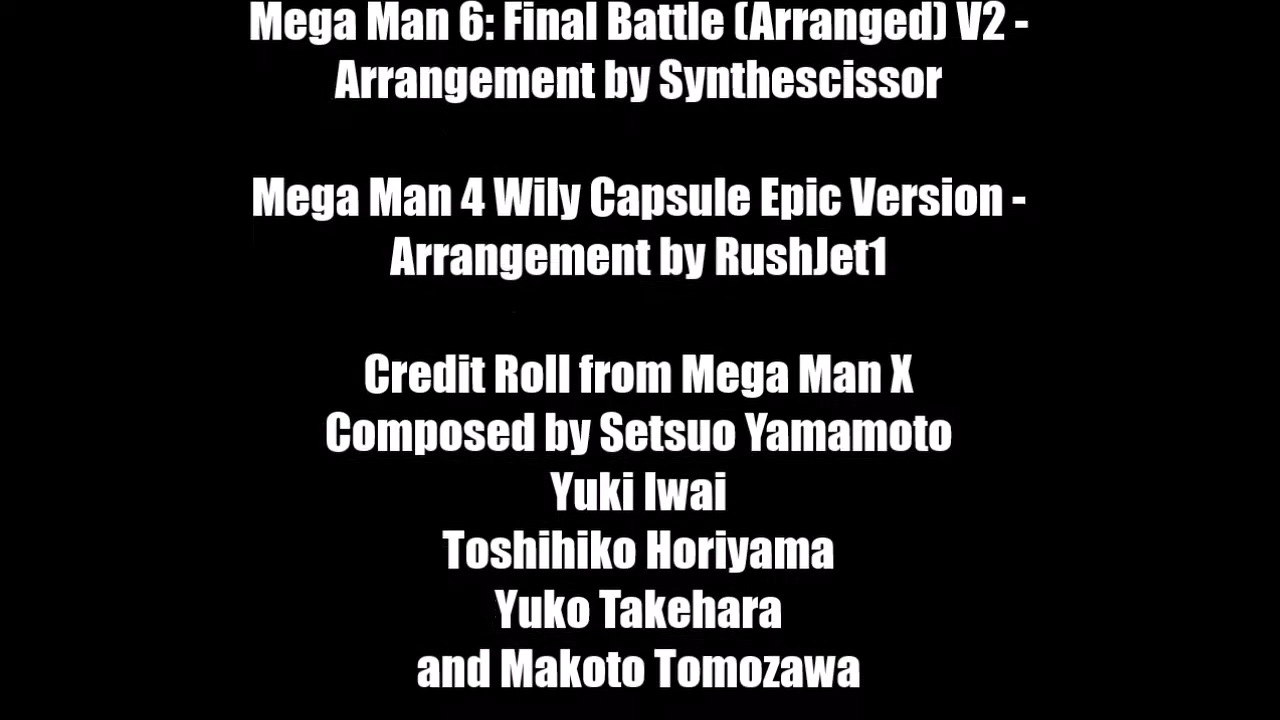 Mega Man 6: Final Battle (Arranged) V2 -
Arrangement by Synthescissor
Mega Man 4 Wily Capsule Epic Version -
Arrangement by RushJet1
Credit Roll from Mega Man X
Composed by Setsuo Yamamoto
Yuki Iwai
Toshihiko Horiyama
Yuko Takehara
and Makoto Tomozawa